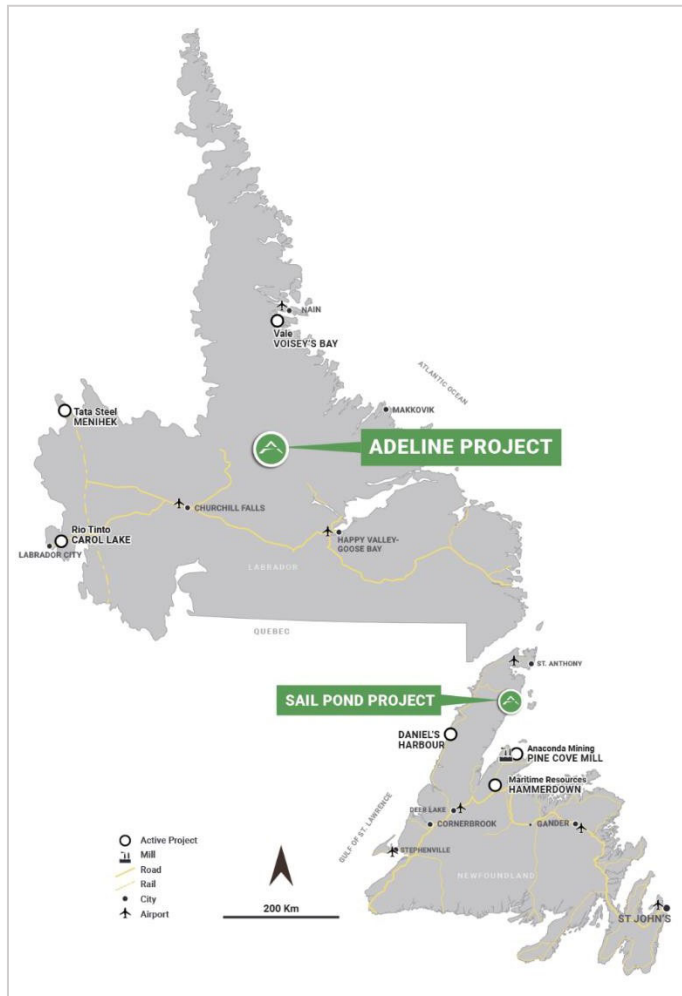 NAIN
Vale
VOISEY'S BAY
ATLANTIC OCEAN
MAKKOVIK
Tata Steel
MENIHEK
ADELINE PROJECT
CHURCHILL FALLS
Rio Tinto
CAROL LAKE
LABRADOR CITY
HAPPY VALLEY-
GOOSE BAY
LABRADOR
QUEBEC
ST. ANTHONY
SAIL POND PROJECT
DANIEL'S
HARBOUR
Anaconda Mining
PINE COVE MILL
Maritime Resources
HAMMERDOWN
DEER LAKE
GULF OF ST. LAWRENCE
CORNERBROOK
GANDER
STEPHENVILLE
NEWFOUNDLAND
ST JOHN'S
Active Project
Mill
Road
Rail
City
Airport
200 Km